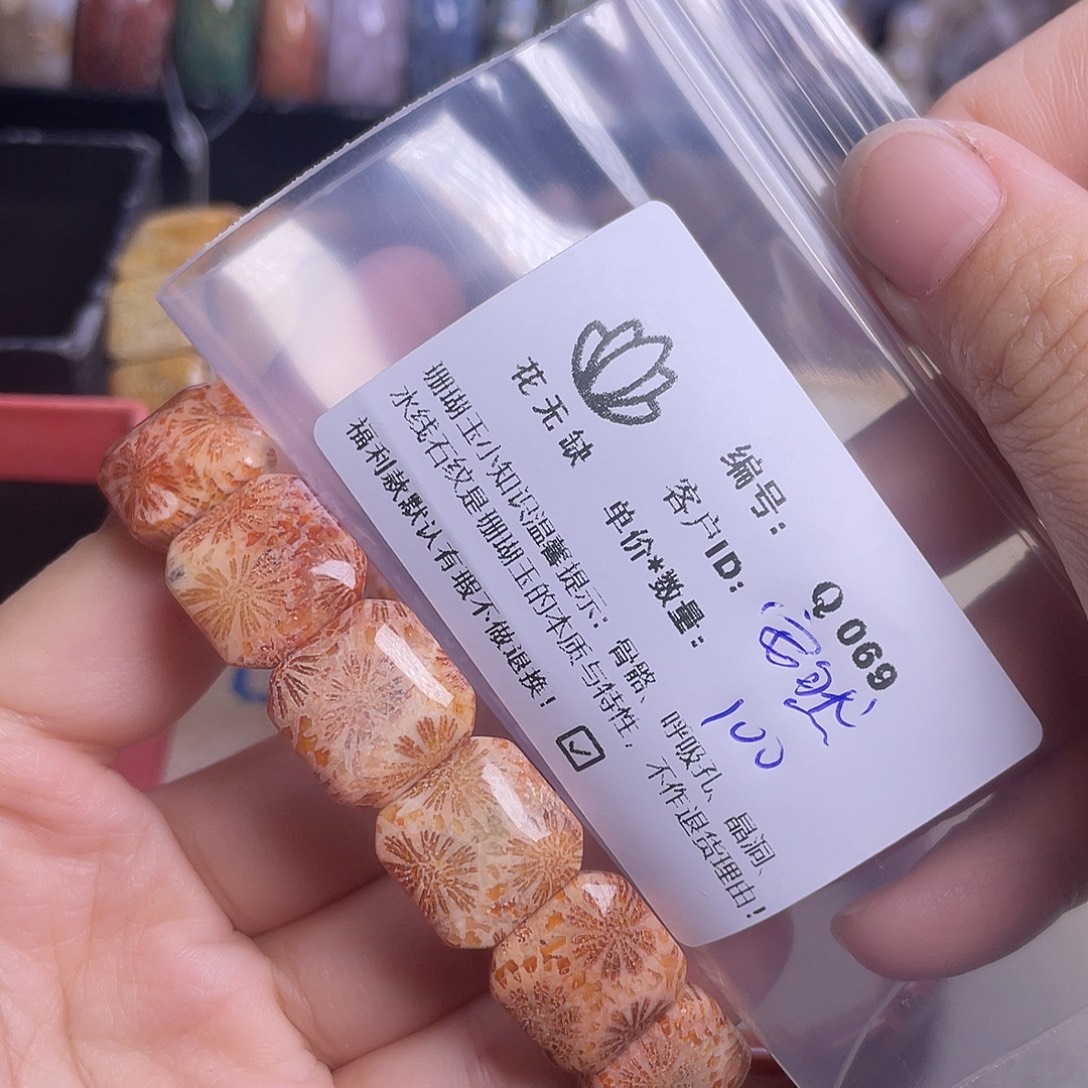 花无缺
编号： Q069
客户ID： 安然
单价*数量： 100
珊瑚玉小知识温馨提示：骨骼、呼吸孔、晶洞、
水线石纹是珊瑚玉的本质与特性，不作退货理由！
福利款默认有瑕不做退换！☑